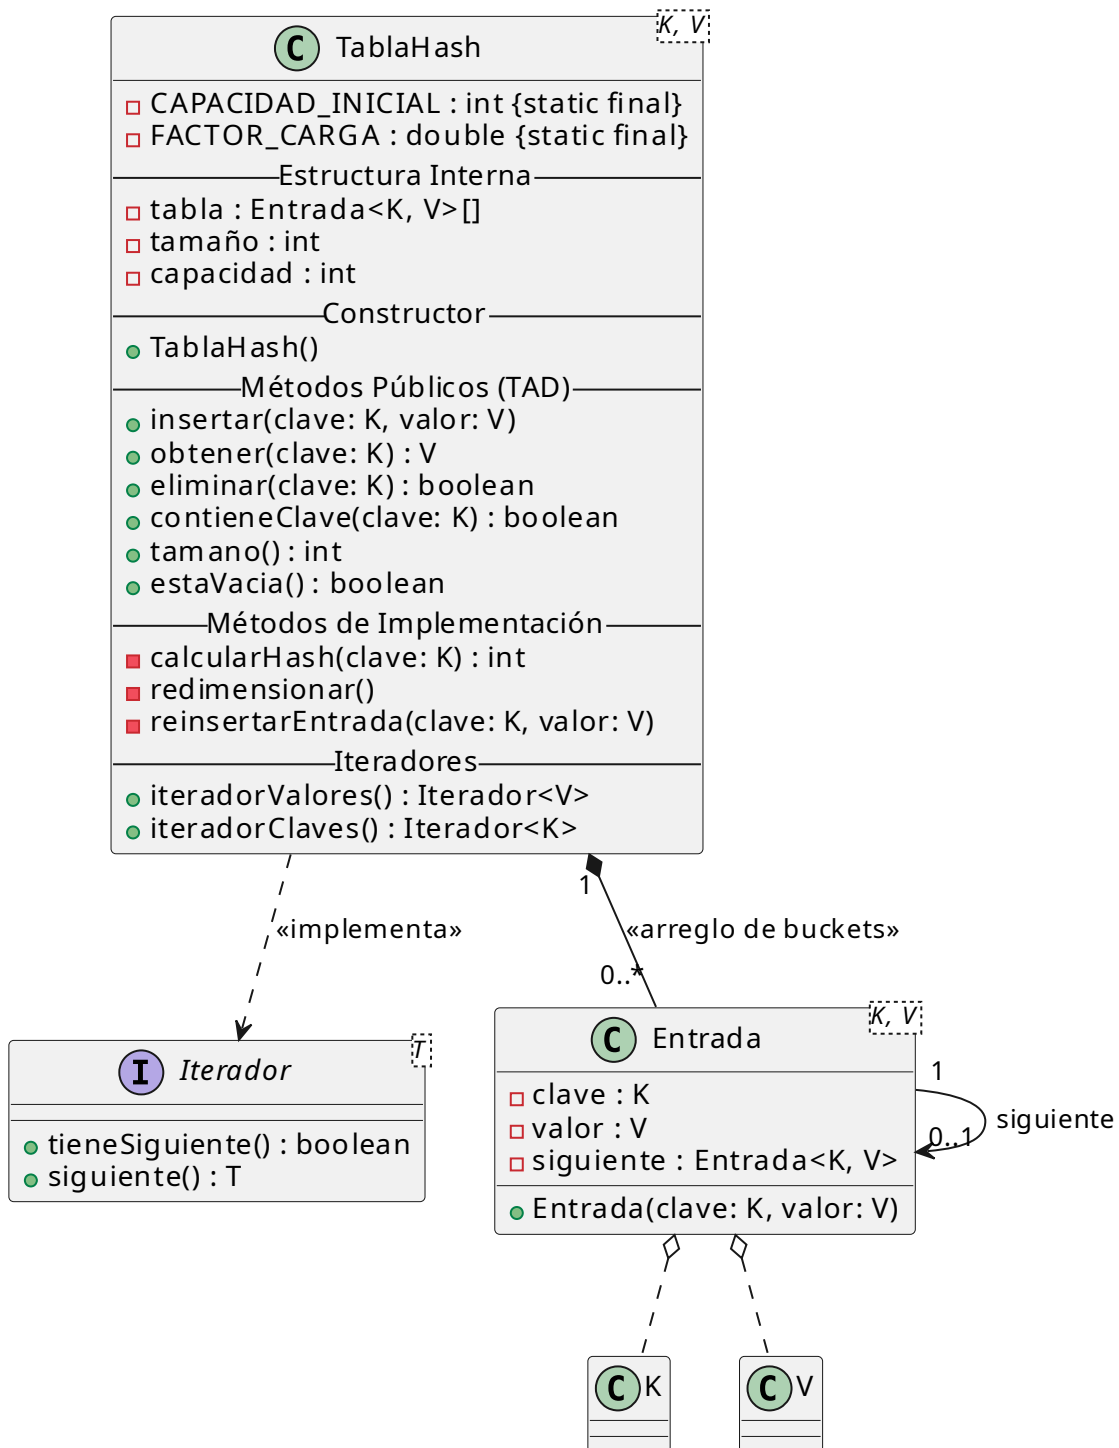 C TablaHash K, V
CAPACIDAD_INICIAL : int {static final}
FACTOR_CARGA : double {static final}
Estructura Interna
tabla : Entrada<K, V>[]
tamaño : int
capacidad : int
Constructor
TablaHash()
Métodos Públicos (TAD)
insertar(clave: K, valor: V)
obtener(clave: K) : V
eliminar(clave: K) : boolean
contieneClave(clave: K) : boolean
tamano() : int
estaVacia() : boolean
Métodos de Implementación
calcularHash(clave: K) : int
redimensionar()
reinsertarEntrada(clave: K, valor: V)
Iteradores
iteradorValores() : Iterador<V>
iteradorClaves() : Iterador<K>
1
«implementa»
«arreglo de buckets»
0..*
I Iterador T
tieneSiguiente() : boolean
siguiente() : T
C Entrada K, V
clave : K
valor : V
siguiente : Entrada<K, V>
Entrada(clave: K, valor: V)
1
siguiente
0..1
C K
C V